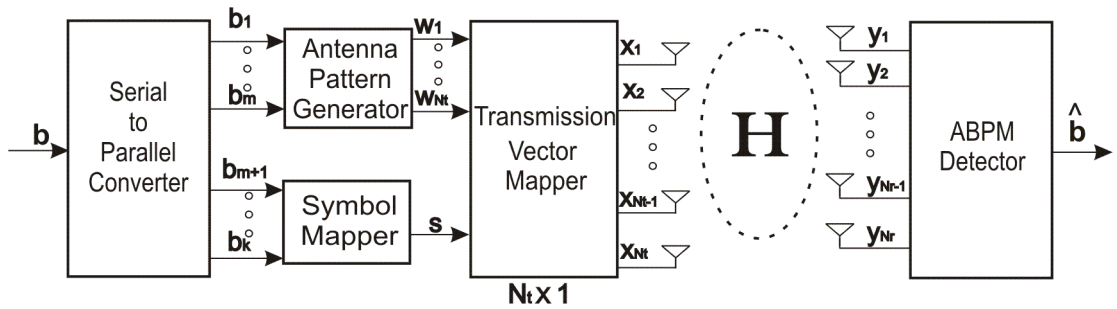 b
Serial
to
Parallel
Converter
b1
bm
bm+1
bk
Antenna
Pattern
Generator
Symbol
Mapper
w1
wNt
s
Transmission
Vector
Mapper
Nt x 1
x1
x2
xNt-1
xNt
H
y1
y2
yNr-1
yNr
ABPM
Detector
b̂